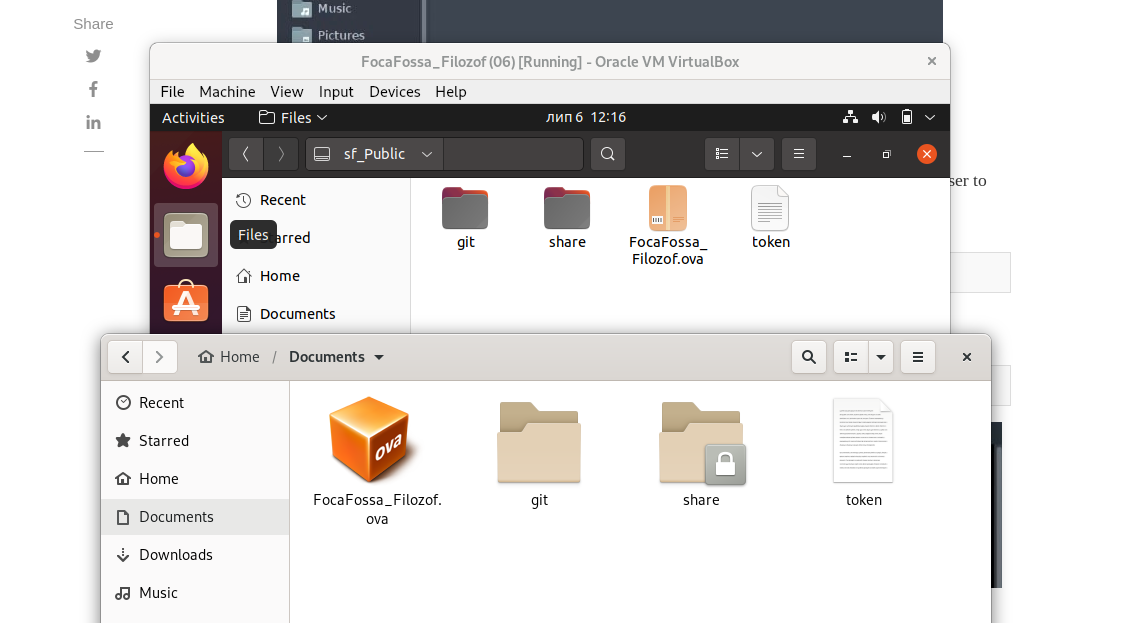 Share
Music
Pictures
FocaFossa_Filozof (06) [Running] - Oracle VM VirtualBox
File Machine View Input Devices Help
Activities Files лип 6 12:16
sf_Public
ser to
Recent
Files arred
Home
Documents
git
share
FocaFossa_
Filozof.ova
token
Home / Documents
Recent
Starred
Home
Documents
Downloads
Music
ova
FocaFossa_Filozof.
ova
git
share
token